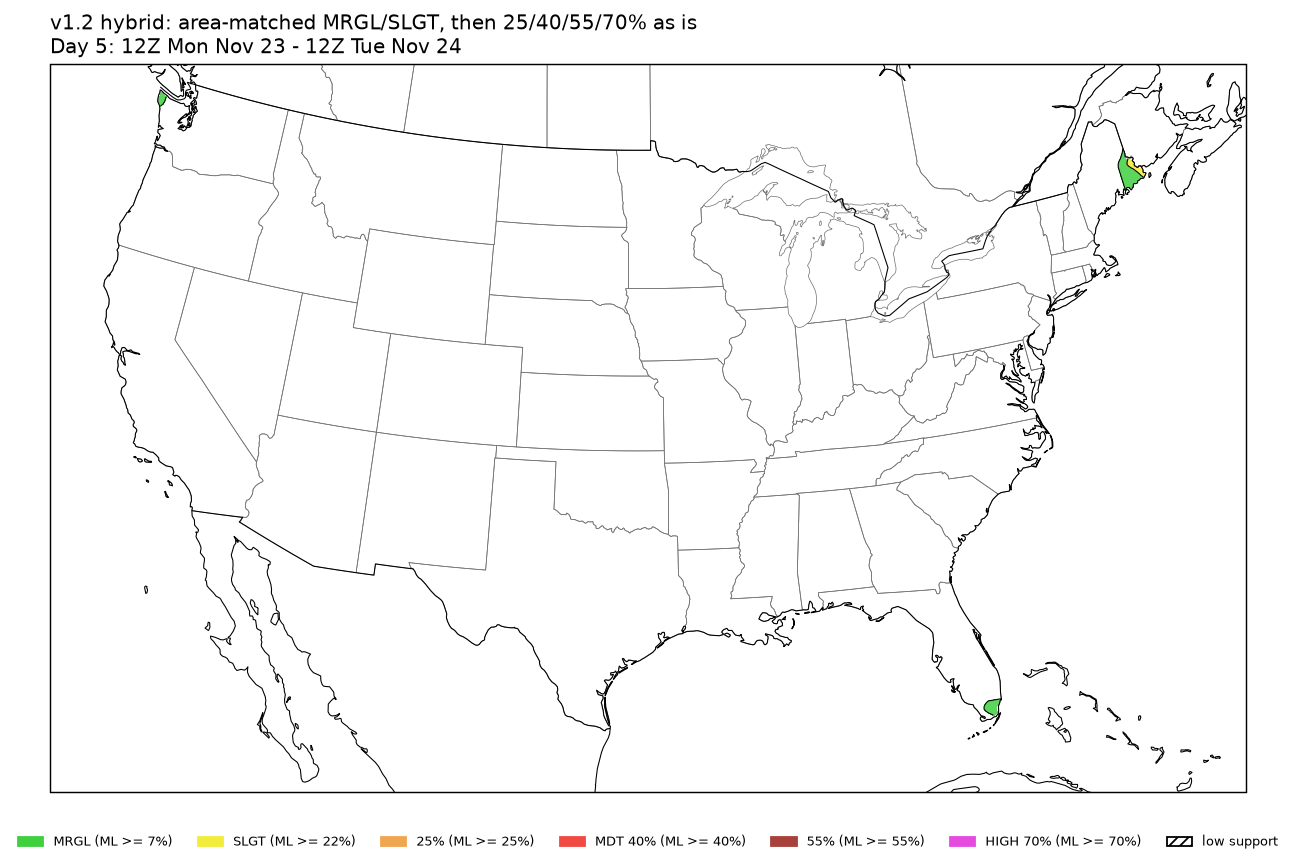 v1.2 hybrid: area-matched MRGL/SLGT, then 25/40/55/70% as is
Day 5: 12Z Mon Nov 23 - 12Z Tue Nov 24
MRGL (ML >= 7%) SLGT (ML >= 22%) 25% (ML >= 25%) MDT 40% (ML >= 40%) 55% (ML >= 55%) HIGH 70% (ML >= 70%) low support